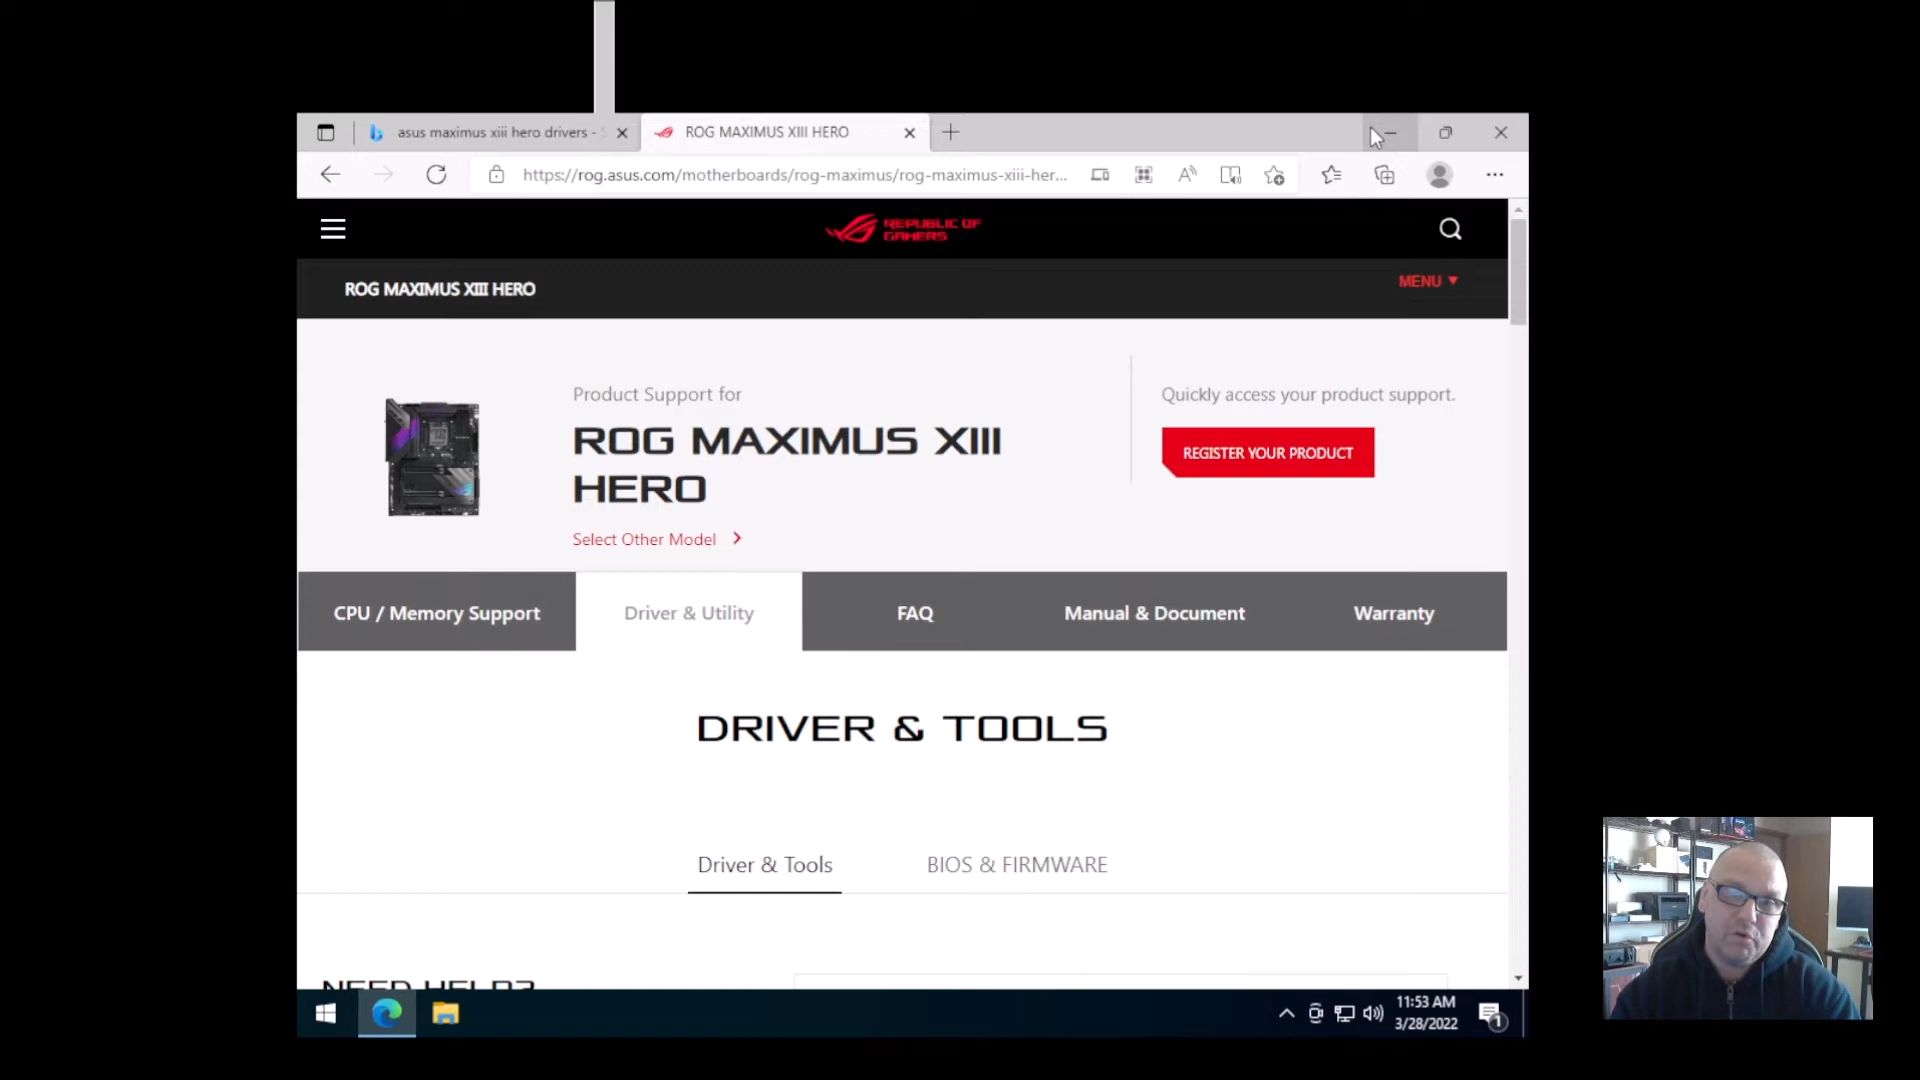 asus maximus xiii hero drivers -
ROG MAXIMUS XIII HERO
https://rog.asus.com/motherboards/rog-maximus/rog-maximus-xiii-her...
REPUBLIC OF
GAMERS
ROG MAXIMUS XIII HERO
MENU
Product Support for
ROG MAXIMUS XIII
HERO
Select Other Model
Quickly access your product support.
REGISTER YOUR PRODUCT
CPU / Memory Support
Driver & Utility
FAQ
Manual & Document
Warranty
DRIVER & TOOLS
Driver & Tools
BIOS & FIRMWARE
NEED HELP?
11:53 AM
3/28/2022
1